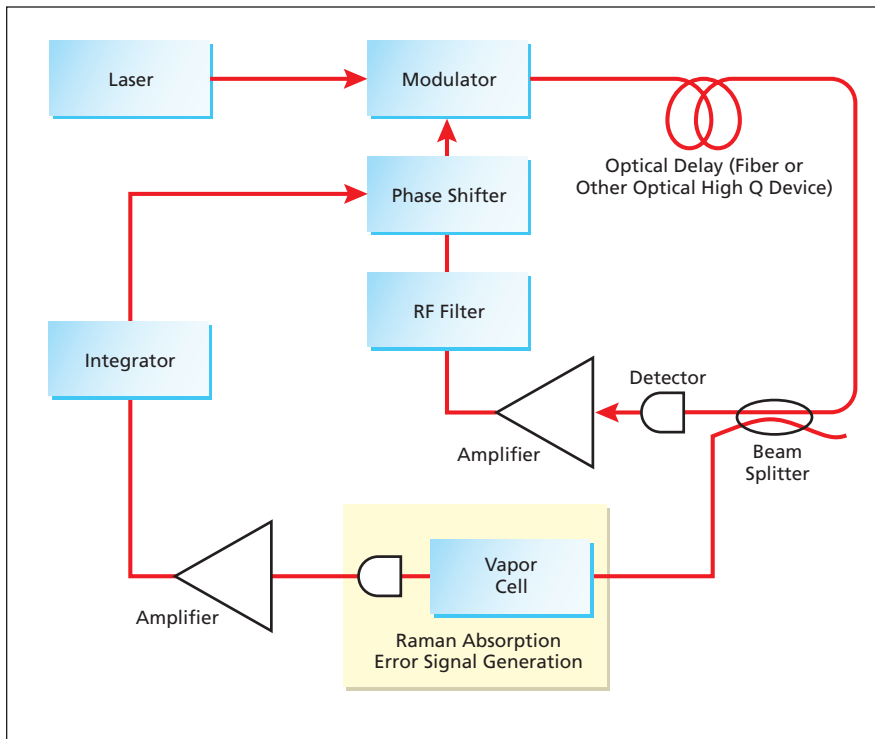 Laser
Modulator
Optical Delay (Fiber or
Other Optical High Q Device)
Phase Shifter
RF Filter
Integrator
Detector
Amplifier
Beam
Splitter
Vapor
Cell
Amplifier
Raman Absorption
Error Signal Generation